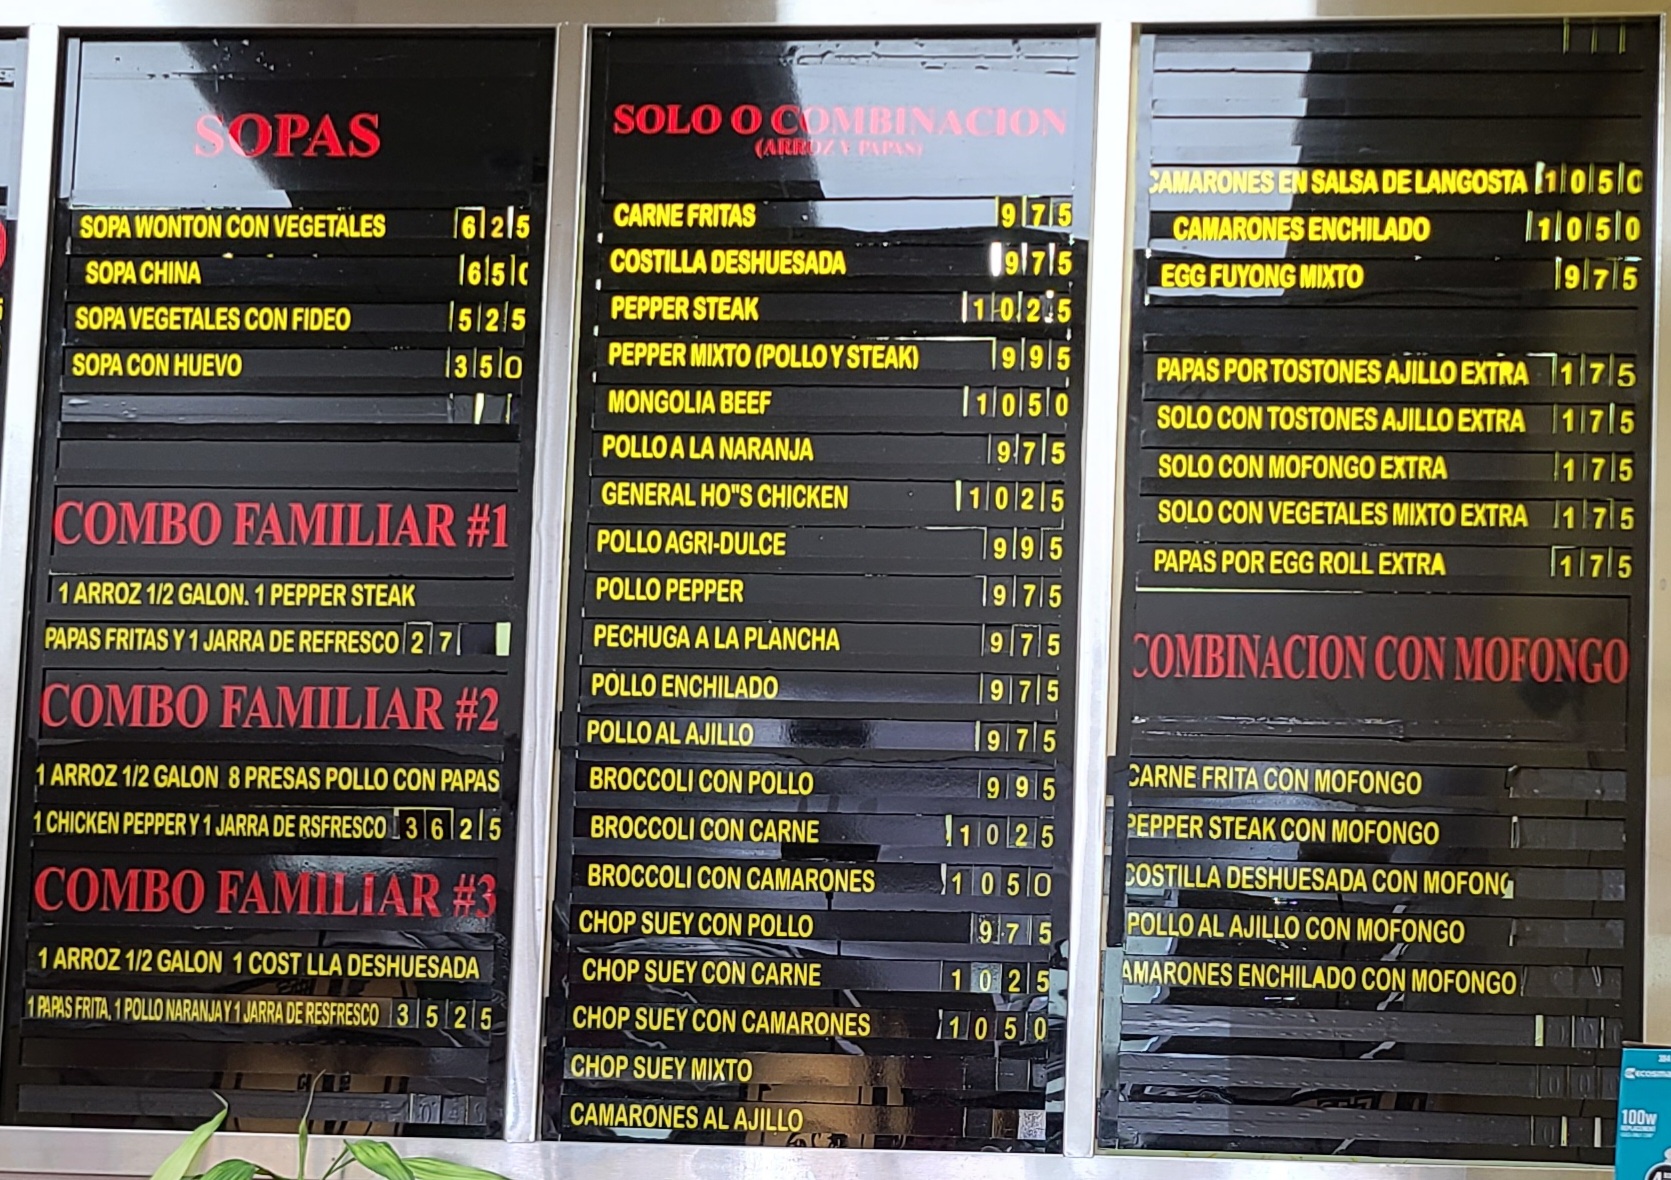 SOPAS
SOPA WONTON CON VEGETALES 625
SOPA CHINA 650
SOPA VEGETALES CON FIDEO 525
SOPA CON HUEVO 350
COMBO FAMILIAR #1
1 ARROZ 1/2 GALON. 1 PEPPER STEAK
PAPAS FRITAS Y 1 JARRA DE REFRESCO 27
COMBO FAMILIAR #2
1 ARROZ 1/2 GALON 8 PRESAS POLLO CON PAPAS
1 CHICKEN PEPPER Y 1 JARRA DE RSFRESCO 3625
COMBO FAMILIAR #3
1 ARROZ 1/2 GALON 1 COST LLA DESHUESADA
1 PAPAS FRITA, 1 POLLO NARANJA Y 1 JARRA DE RESFRESCO 3525
SOLO O COMBINACION
(ARROZ Y PAPAS)
CARNE FRITAS 975
COSTILLA DESHUESADA 975
PEPPER STEAK 1025
PEPPER MIXTO (POLLO Y STEAK) 995
MONGOLIA BEEF 1050
POLLO A LA NARANJA 975
GENERAL HO"S CHICKEN 1025
POLLO AGRI-DULCE 995
POLLO PEPPER 975
PECHUGA A LA PLANCHA 975
POLLO ENCHILADO 975
POLLO AL AJILLO 975
BROCCOLI CON POLLO 995
BROCCOLI CON CARNE 1025
BROCCOLI CON CAMARONES 1050
CHOP SUEY CON POLLO 975
CHOP SUEY CON CARNE 1025
CHOP SUEY CON CAMARONES 1050
CHOP SUEY MIXTO
CAMARONES AL AJILLO
CAMARONES EN SALSA DE LANGOSTA 1050
CAMARONES ENCHILADO 1050
EGG FUYONG MIXTO 975
PAPAS POR TOSTONES AJILLO EXTRA 175
SOLO CON TOSTONES AJILLO EXTRA 175
SOLO CON MOFONGO EXTRA 175
SOLO CON VEGETALES MIXTO EXTRA 175
PAPAS POR EGG ROLL EXTRA 175
COMBINACION CON MOFONGO
CARNE FRITA CON MOFONGO
PEPPER STEAK CON MOFONGO
COSTILLA DESHUESADA CON MOFONG
POLLO AL AJILLO CON MOFONGO
AMARONES ENCHILADO CON MOFONGO
100W
REPLACEMENT